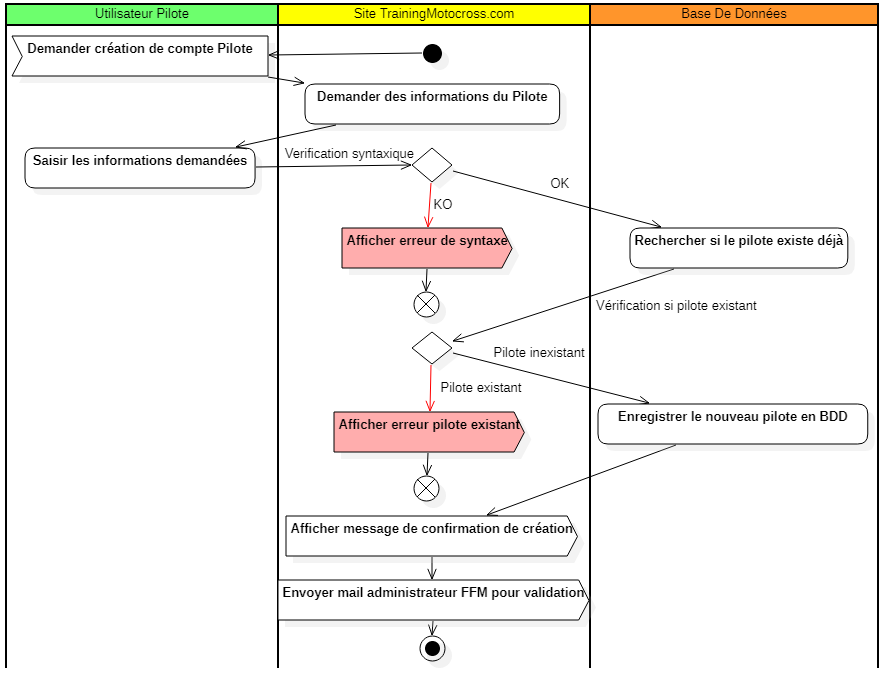 Utilisateur Pilote
Site TrainingMotocross.com
Base De Données
Demander création de compte Pilote
Demander des informations du Pilote
Saisir les informations demandées
Verification syntaxique
OK
KO
Afficher erreur de syntaxe
Rechercher si le pilote existe déjà
Vérification si pilote existant
Pilote inexistant
Pilote existant
Afficher erreur pilote existant
Enregistrer le nouveau pilote en BDD
Afficher message de confirmation de création
Envoyer mail administrateur FFM pour validation